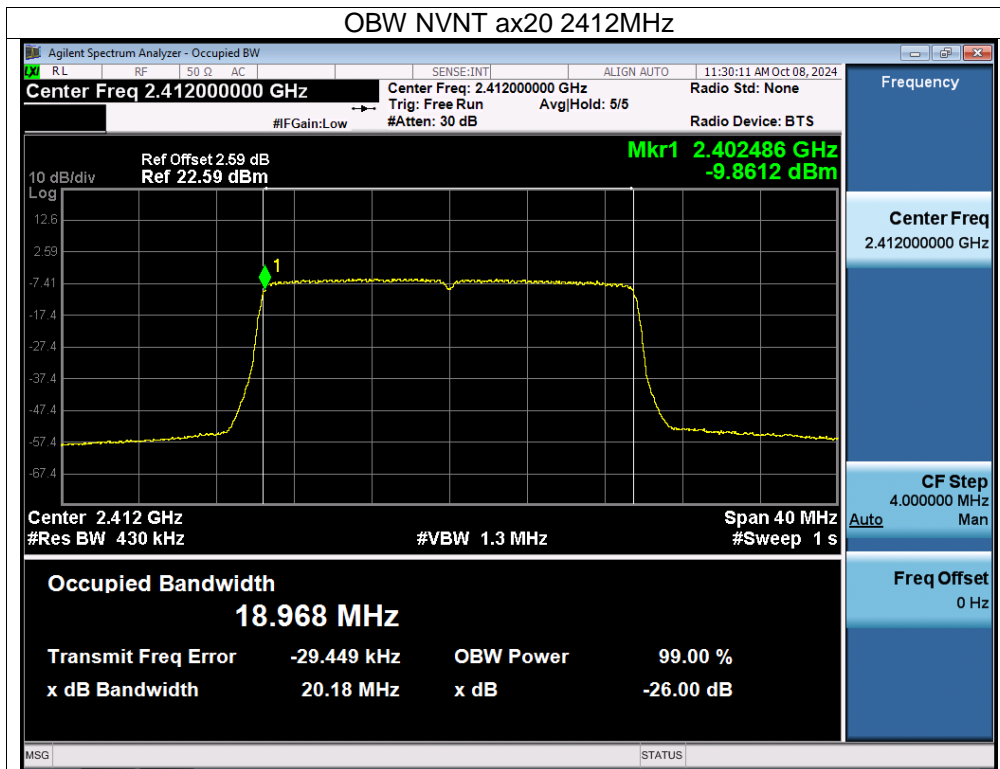 OBW NVNT ax20 2412MHz
Agilent Spectrum Analyzer - Occupied BW
LXI RL RF 50 Ω AC SENSE:INT ALIGN AUTO 11:30:11 AM Oct 08, 2024
Center Freq 2.412000000 GHz
Center Freq: 2.412000000 GHz
Radio Std: None
Trig: Free Run Avg|Hold: 5/5
#IFGain:Low
#Atten: 30 dB
Radio Device: BTS
Frequency
Mkr1 2.402486 GHz
-9.8612 dBm
Ref Offset 2.59 dB
10 dB/div Ref 22.59 dBm
Log
12.6
2.59
-7.41
-17.4
-27.4
-37.4
-47.4
-57.4
-67.4
1
Center 2.412 GHz Span 40 MHz
#Res BW 430 kHz #VBW 1.3 MHz #Sweep 1 s
Occupied Bandwidth
18.968 MHz
Transmit Freq Error -29.449 kHz OBW Power 99.00 %
x dB Bandwidth 20.18 MHz x dB -26.00 dB
Center Freq
2.412000000 GHz
CF Step
4.000000 MHz
Auto Man
Freq Offset
0 Hz
MSG STATUS